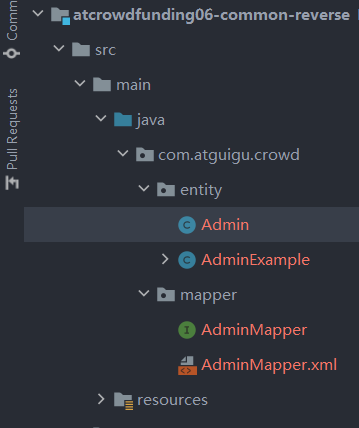 atcrowdfunding06-common-reverse
src
main
java
com.atguigu.crowd
entity
Admin
AdminExample
mapper
AdminMapper
AdminMapper.xml
resources
Comm
Pull Requests